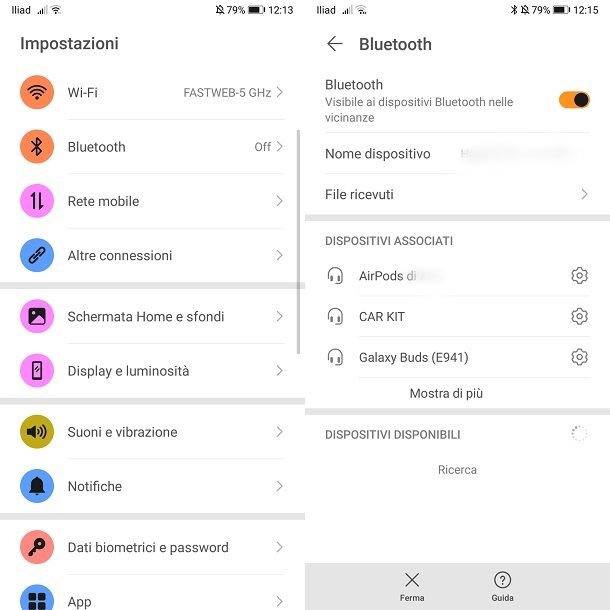 Iliad 79% 12:13
Impostazioni
Wi-Fi FASTWEB-5 GHz
Bluetooth Off
Rete mobile
Altre connessioni
Schermata Home e sfondi
Display e luminosità
Suoni e vibrazione
Notifiche
Dati biometrici e password
App
Iliad 79% 12:15
Bluetooth
Bluetooth
Visibile ai dispositivi Bluetooth nelle
vicinanze
Nome dispositivo
File ricevuti
DISPOSITIVI ASSOCIATI
AirPods di
CAR KIT
Galaxy Buds (E941)
Mostra di più
DISPOSITIVI DISPONIBILI
Ricerca
Ferma Guida